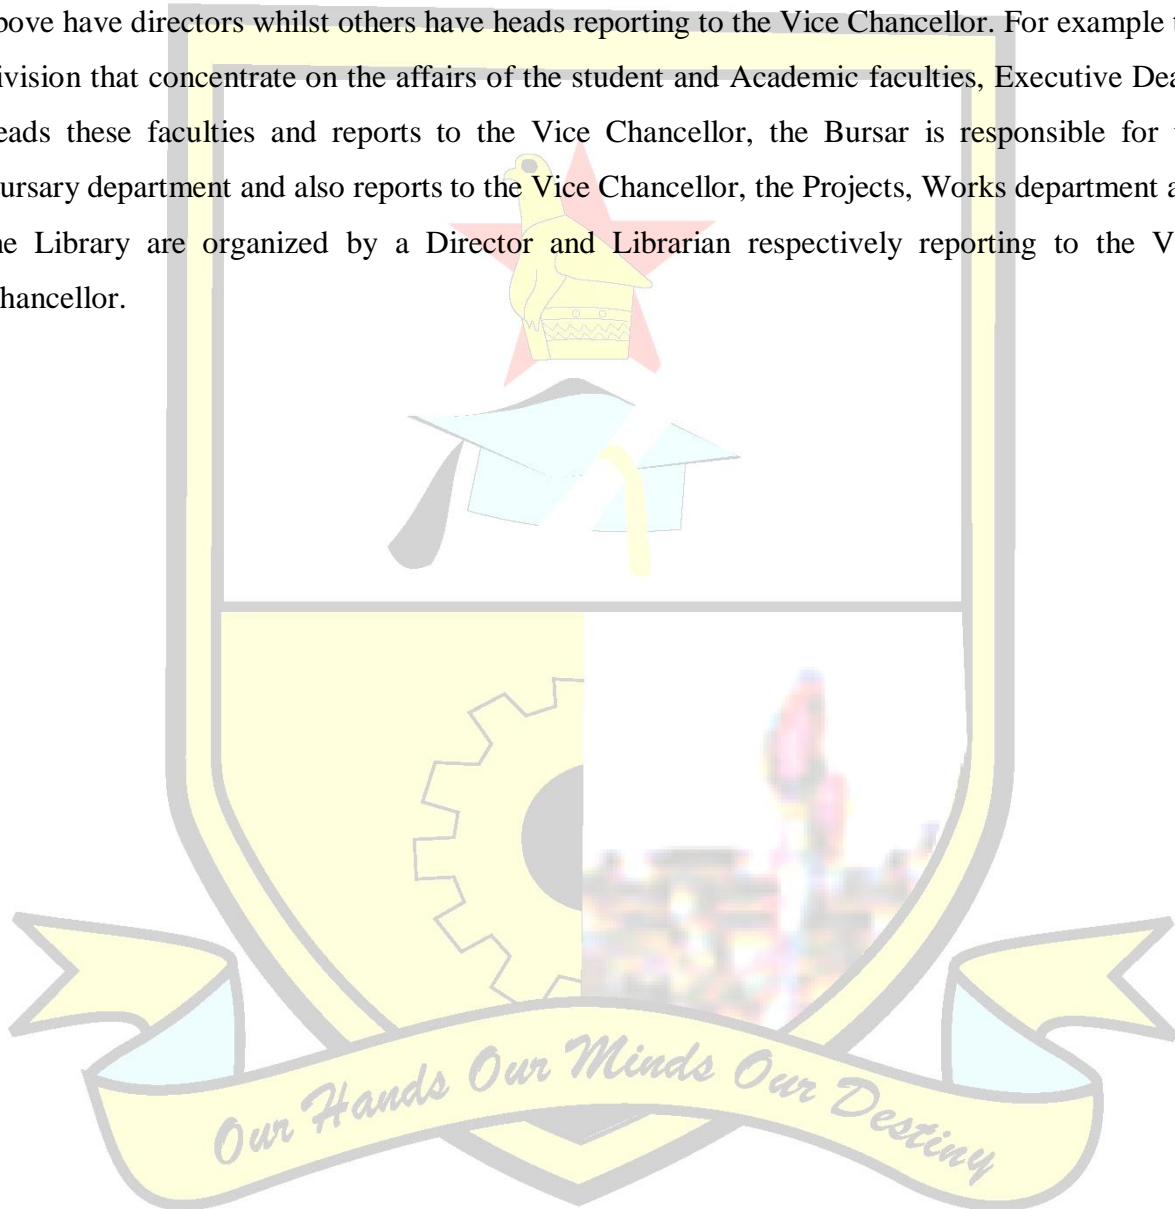 bove have directors whilst others have heads reporting to the Vice Chancellor. For example t
ivision that concentrate on the affairs of the student and Academic faculties, Executive Dea
eads these faculties and reports to the Vice Chancellor, the Bursar is responsible for t
ursary department and also reports to the Vice Chancellor, the Projects, Works department a
he Library are organized by a Director and Librarian respectively reporting to the V
hancellor.
Our Hands Our Minds Our Destiny